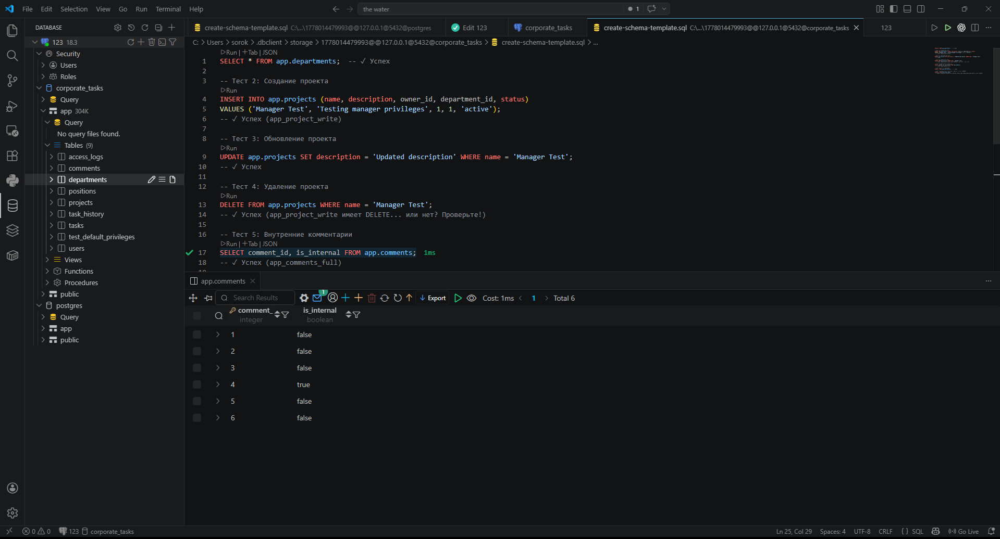 File Edit Selection View Go Run Terminal Help
the water
1
DATABASE
123 18.3
Security
Users
Roles
corporate_tasks
Query
app 304K
Query
No query files found.
Tables (9)
access_logs
comments
departments
positions
projects
task_history
tasks
test_default_privileges
users
Views
Functions
Procedures
public
postgres
Query
app
public
create-schema-template.sql C:\...\1778014479993@@127.0.0.1@5432@postgres
Edit 123
corporate_tasks
create-schema-template.sql C:\...\1778014479993@@127.0.0.1@5432@corporate_tasks
123
C: > Users > sorok > .dbclient > storage > 1778014479993@@127.0.0.1@5432@corporate_tasks > create-schema-template.sql > ...
Run | Tab | JSON
1 SELECT * FROM app.departments; -- ✓ Успех
2
3 -- Тест 2: Создание проекта
Run
4 INSERT INTO app.projects (name, description, owner_id, department_id, status)
5 VALUES ('Manager Test', 'Testing manager privileges', 1, 1, 'active');
6 -- ✓ Успех (app_project_write)
7
8 -- Тест 3: Обновление проекта
Run
9 UPDATE app.projects SET description = 'Updated description' WHERE name = 'Manager Test';
10 -- ✓ Успех
11
12 -- Тест 4: Удаление проекта
Run
13 DELETE FROM app.projects WHERE name = 'Manager Test';
14 -- ✓ Успех (app_project_write имеет DELETE... или нет? Проверьте!)
15
16 -- Тест 5: Внутренние комментарии
Run | Tab | JSON
17 SELECT comment_id, is_internal FROM app.comments; 1ms
18 -- ✓ Успех (app_comments_full)
app.comments
Search Results
1
Export
Cost: 1ms
1
Total 6
comment_
integer
is_internal
boolean
1 false
2 false
3 false
4 true
5 false
6 false
0 0
123
corporate_tasks
Ln 25, Col 29
Spaces: 4
UTF-8
CRLF
{ } SQL
Go Live